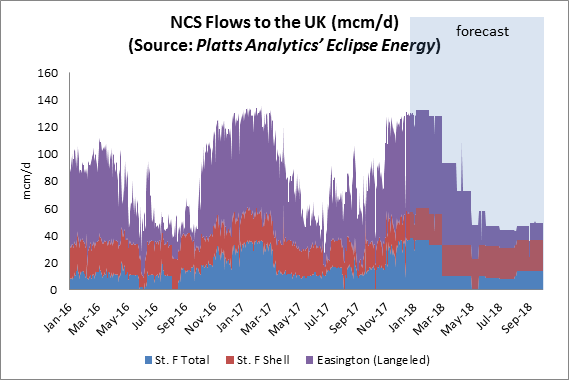 NCS Flows to the UK (mcm/d)
(Source: Platts Analytics' Eclipse Energy)
forecast
mcm/d
160
140
120
100
80
60
40
20
0
Jan-16 Mar-16 May-16 Jul-16 Sep-16 Nov-16 Jan-17 Mar-17 May-17 Jul-17 Sep-17 Nov-17 Jan-18 Mar-18 May-18 Jul-18 Sep-18
St. F Total St. F Shell Easington (Langeled)